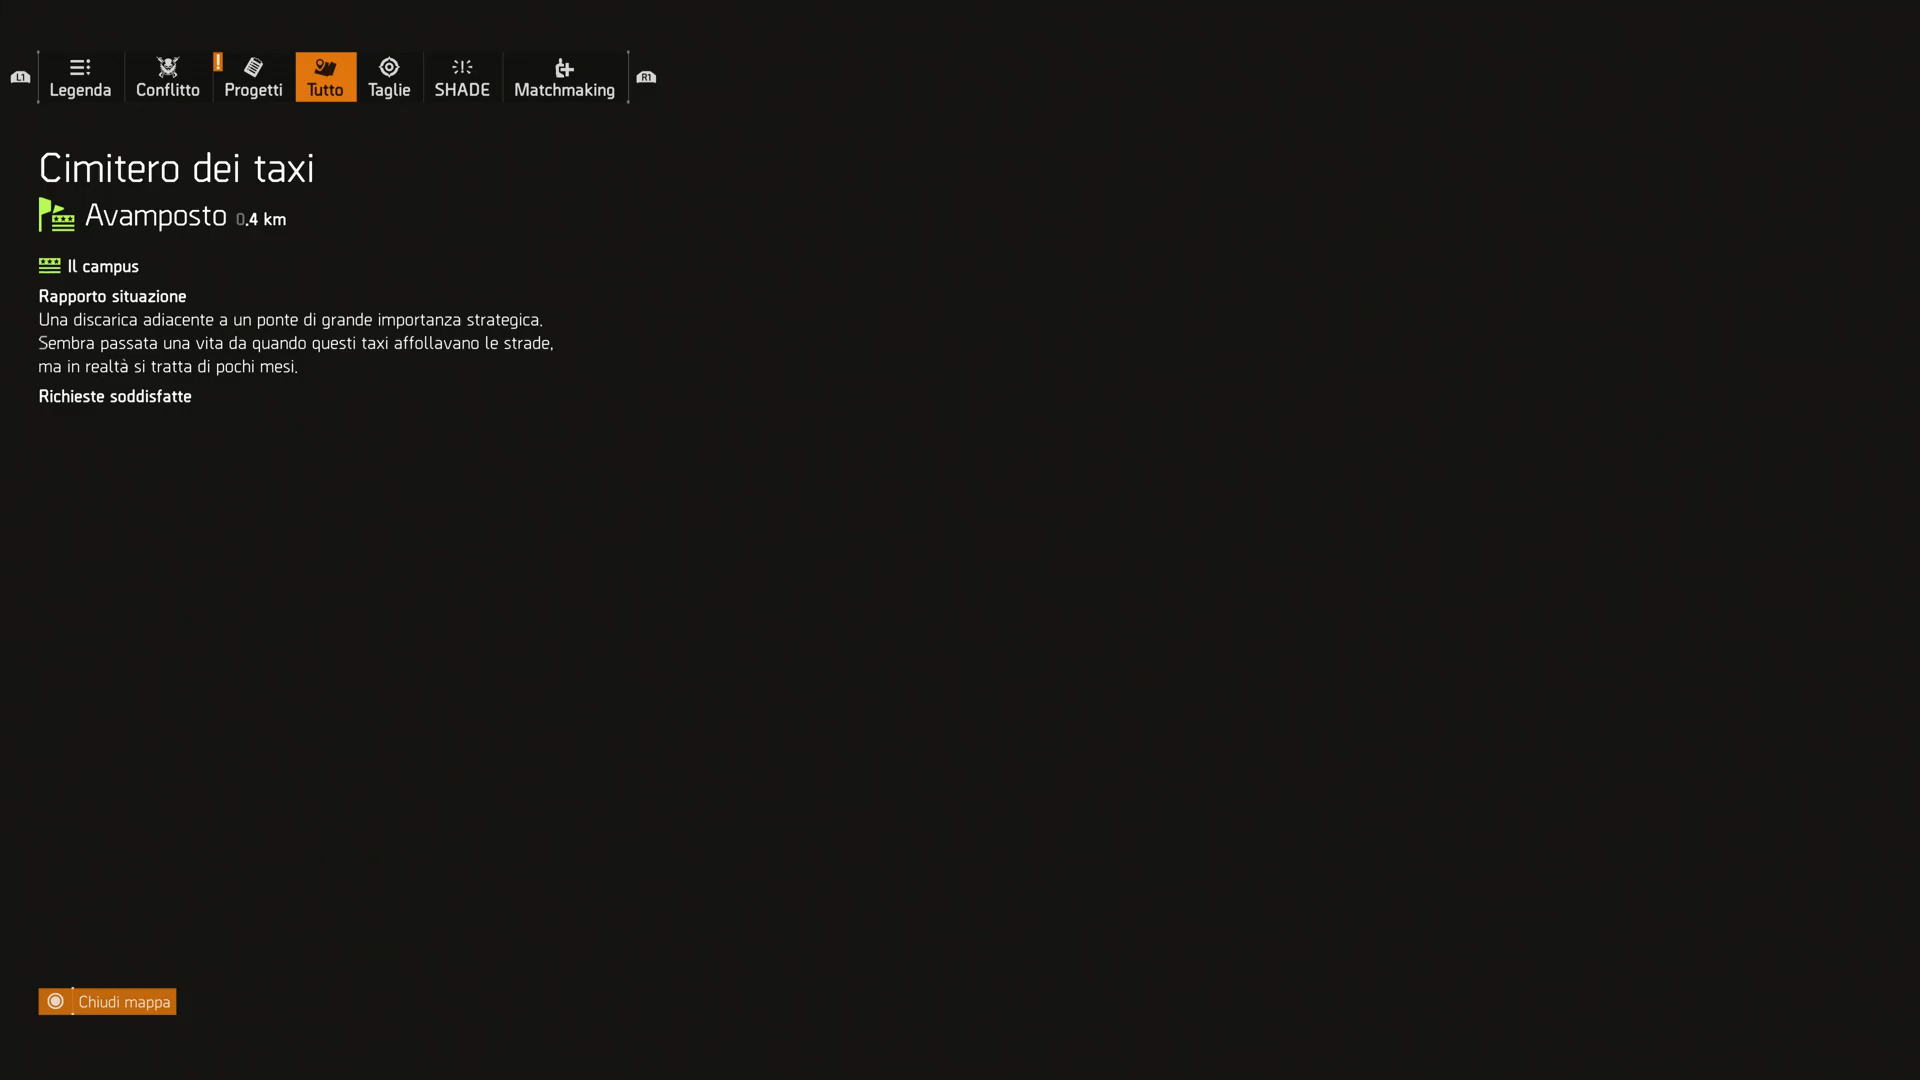 L1 Legenda Conflitto ! Progetti Tutto Taglie SHADE Matchmaking R1
Cimitero dei taxi
Avamposto 0.4 km
Il campus
Rapporto situazione
Una discarica adiacente a un ponte di grande importanza strategica.
Sembra passata una vita da quando questi taxi affollavano le strade,
ma in realtà si tratta di pochi mesi.
Richieste soddisfatte
Chiudi mappa